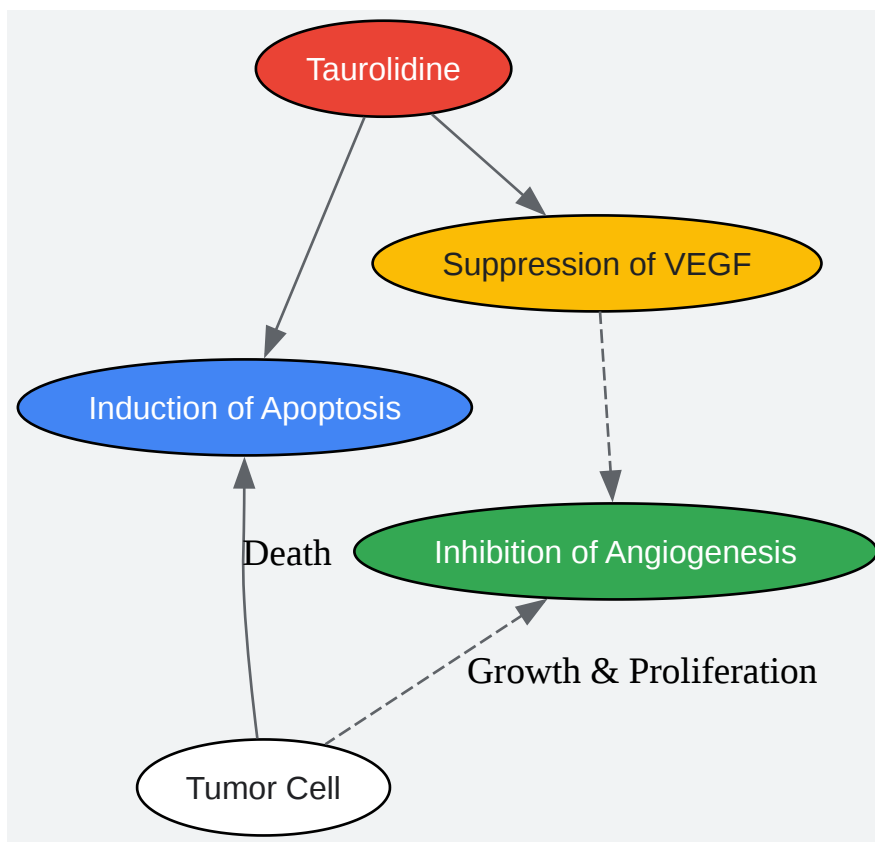 Taurolidine
Suppression of VEGF
Induction of Apoptosis
Death
Inhibition of Angiogenesis
Growth & Proliferation
Tumor Cell